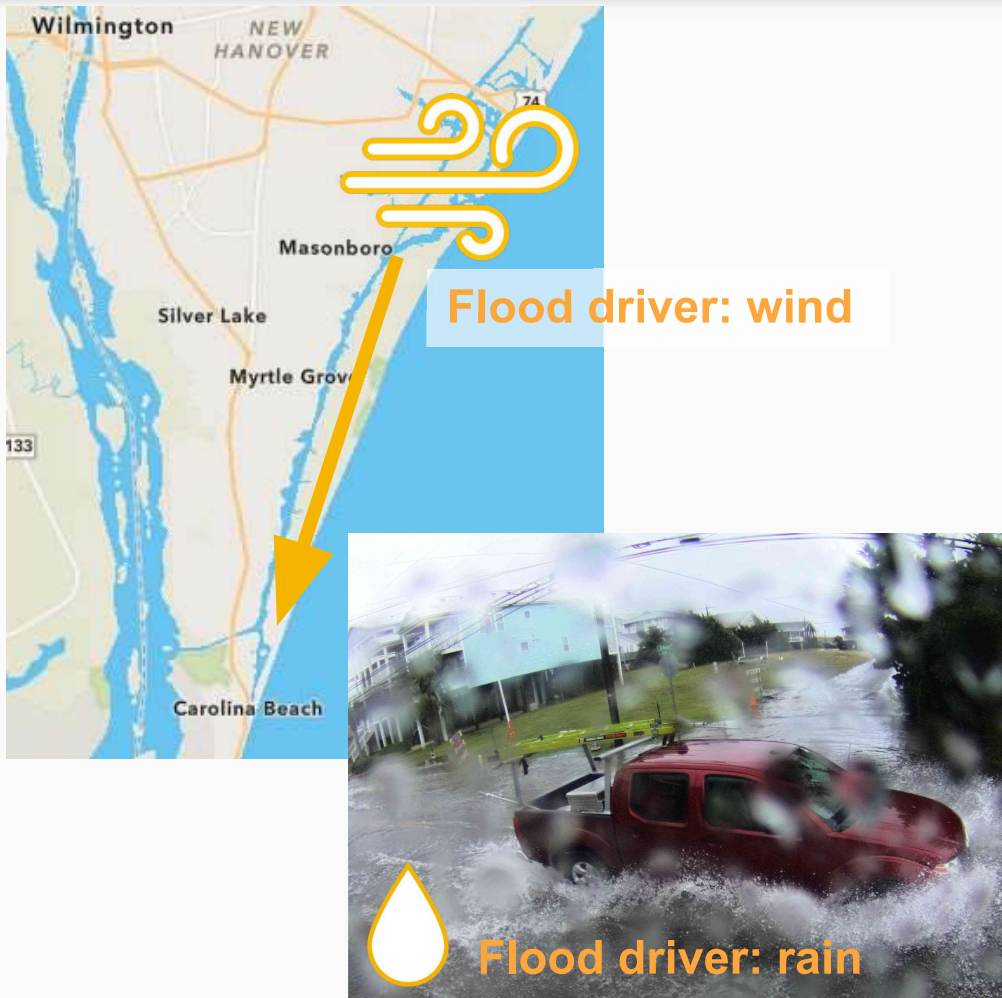 Wilmington
NEW
HANOVER
74
Masonboro
Flood driver: wind
Silver Lake
Myrtle Grove
133
Carolina Beach
Flood driver: rain